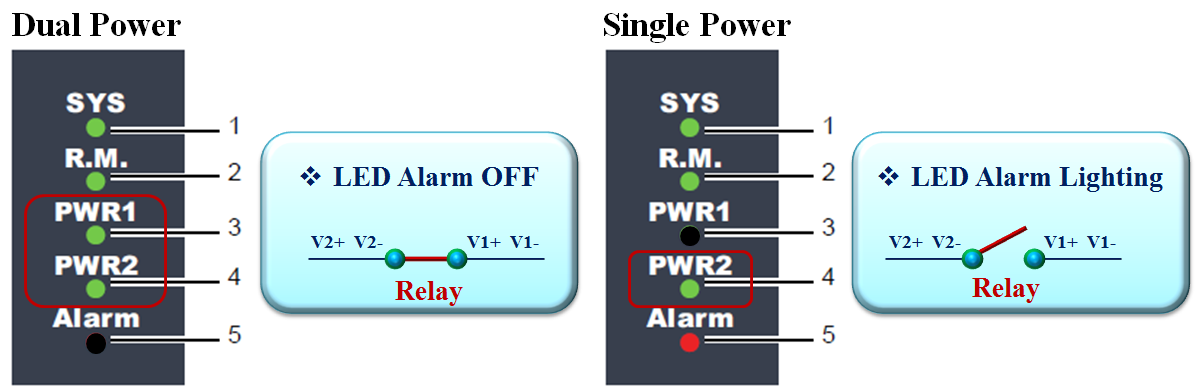 Dual Power
SYS
1
R.M.
2
PWR1
3
PWR2
4
Alarm
5
❖ LED Alarm OFF
V2+ V2- V1+ V1-
Relay
Single Power
SYS
1
R.M.
2
PWR1
3
PWR2
4
Alarm
5
❖ LED Alarm Lighting
V2+ V2- V1+ V1-
Relay